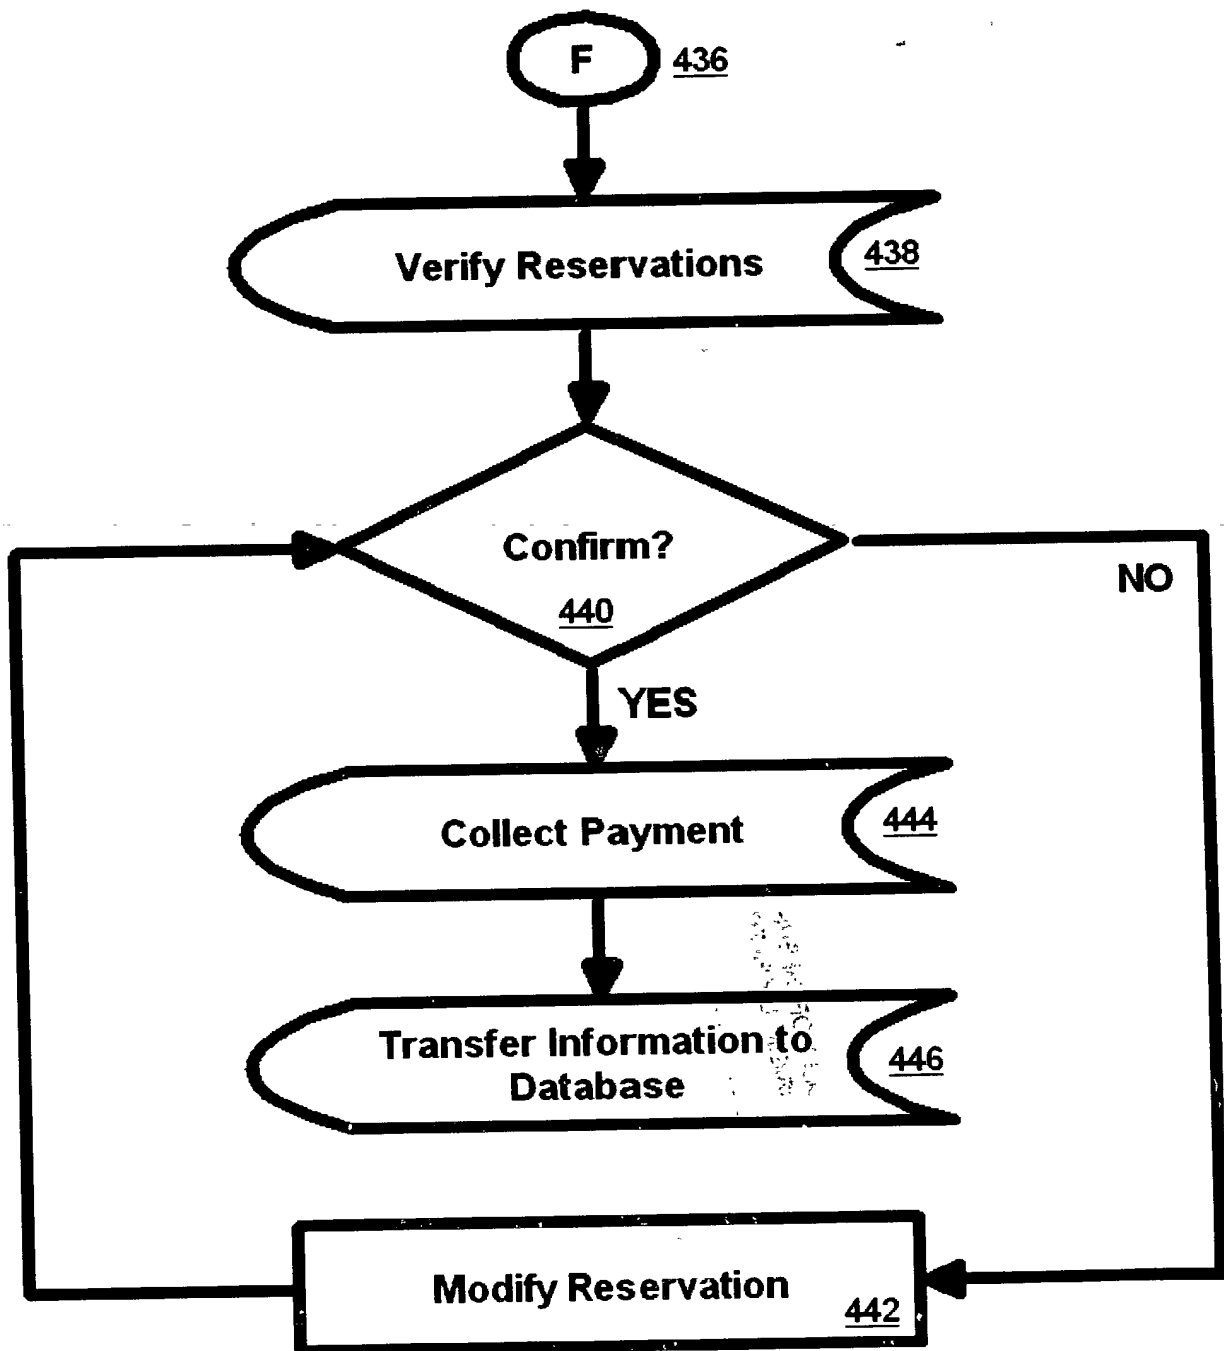 F 436
Verify Reservations 438
Confirm?
NO
440
YES
Collect Payment 444
Transfer Information to
Database
446
Modify Reservation
442